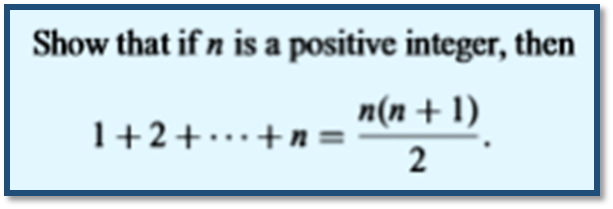 Show that if n is a positive integer, then
1 + 2 + ··· + n = n(n + 1) / 2.